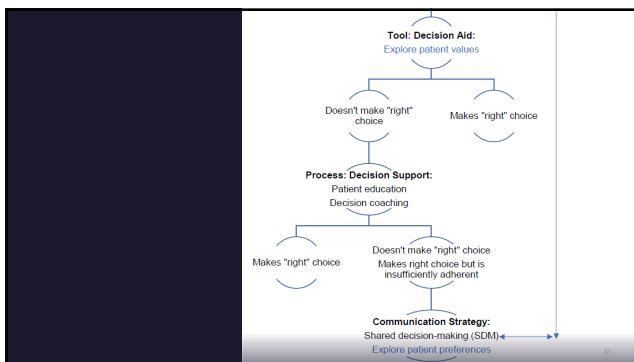 Tool: Decision Aid:
Explore patient values
Doesn't make "right"
choice
Makes "right" choice
Process: Decision Support:
Patient education
Decision coaching
Makes "right" choice
Doesn't make "right" choice
Makes right choice but is
insufficiently adherent
Communication Strategy:
Shared decision-making (SDM)
Explore patient preferences